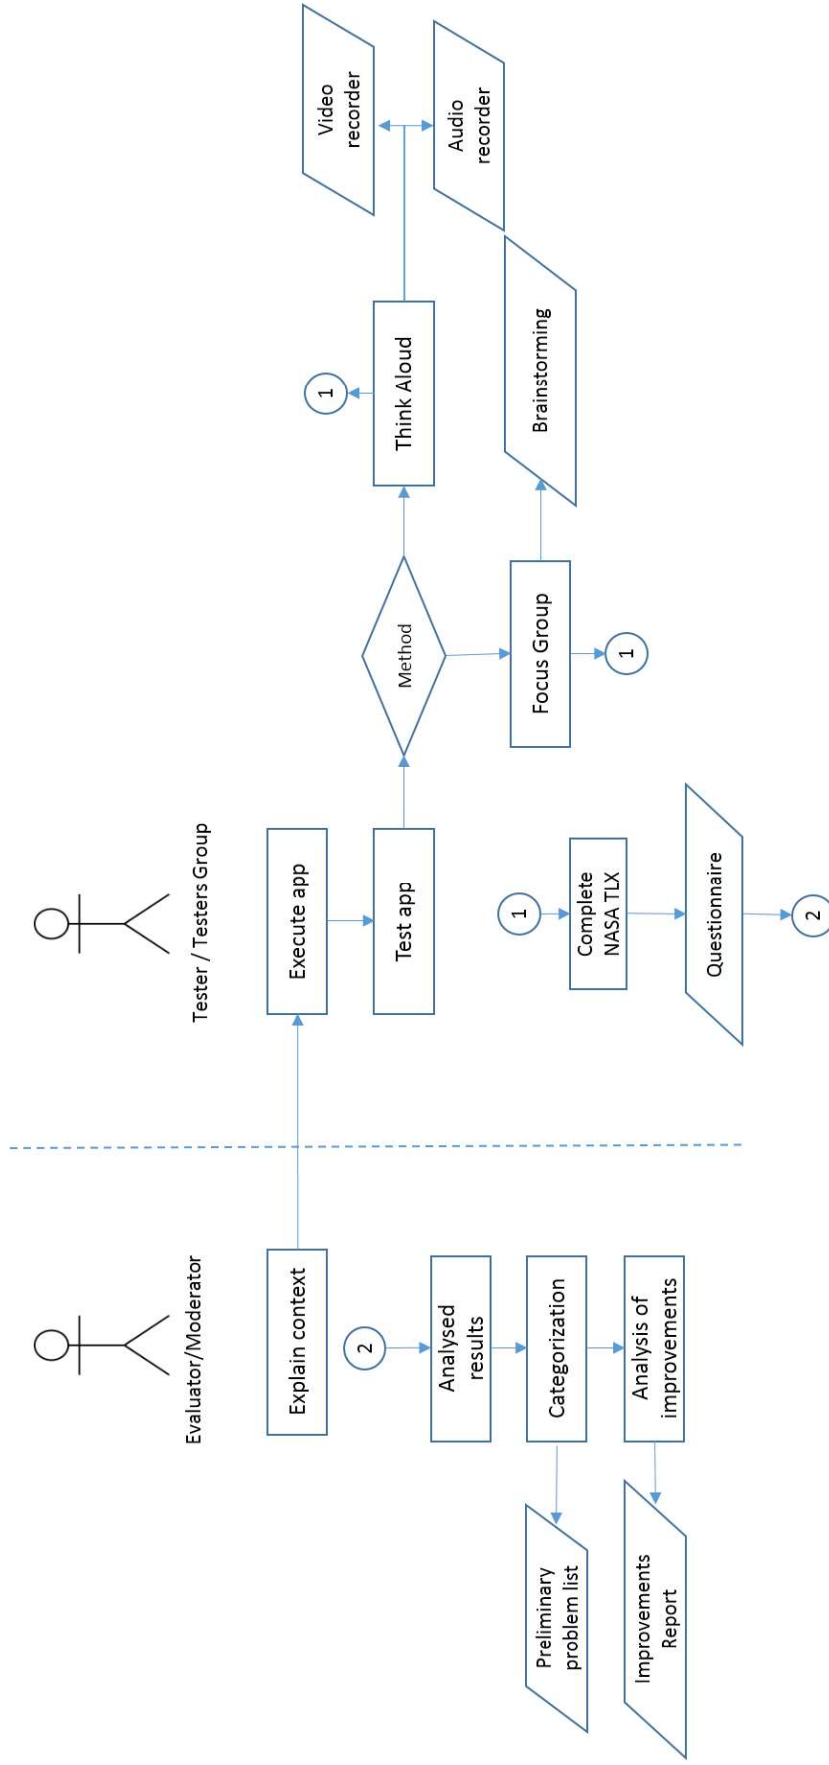 Evaluator/Moderator
Tester / Testers Group
Explain context
Execute app
Test app
Method
Think Aloud
1
Video
recorder
Audio
recorder
Focus Group
Brainstorming
1
1
Complete
NASA TLX
Questionnaire
2
2
Analysed
results
Categorization
Preliminary
problem list
Analysis of
improvements
Improvements
Report